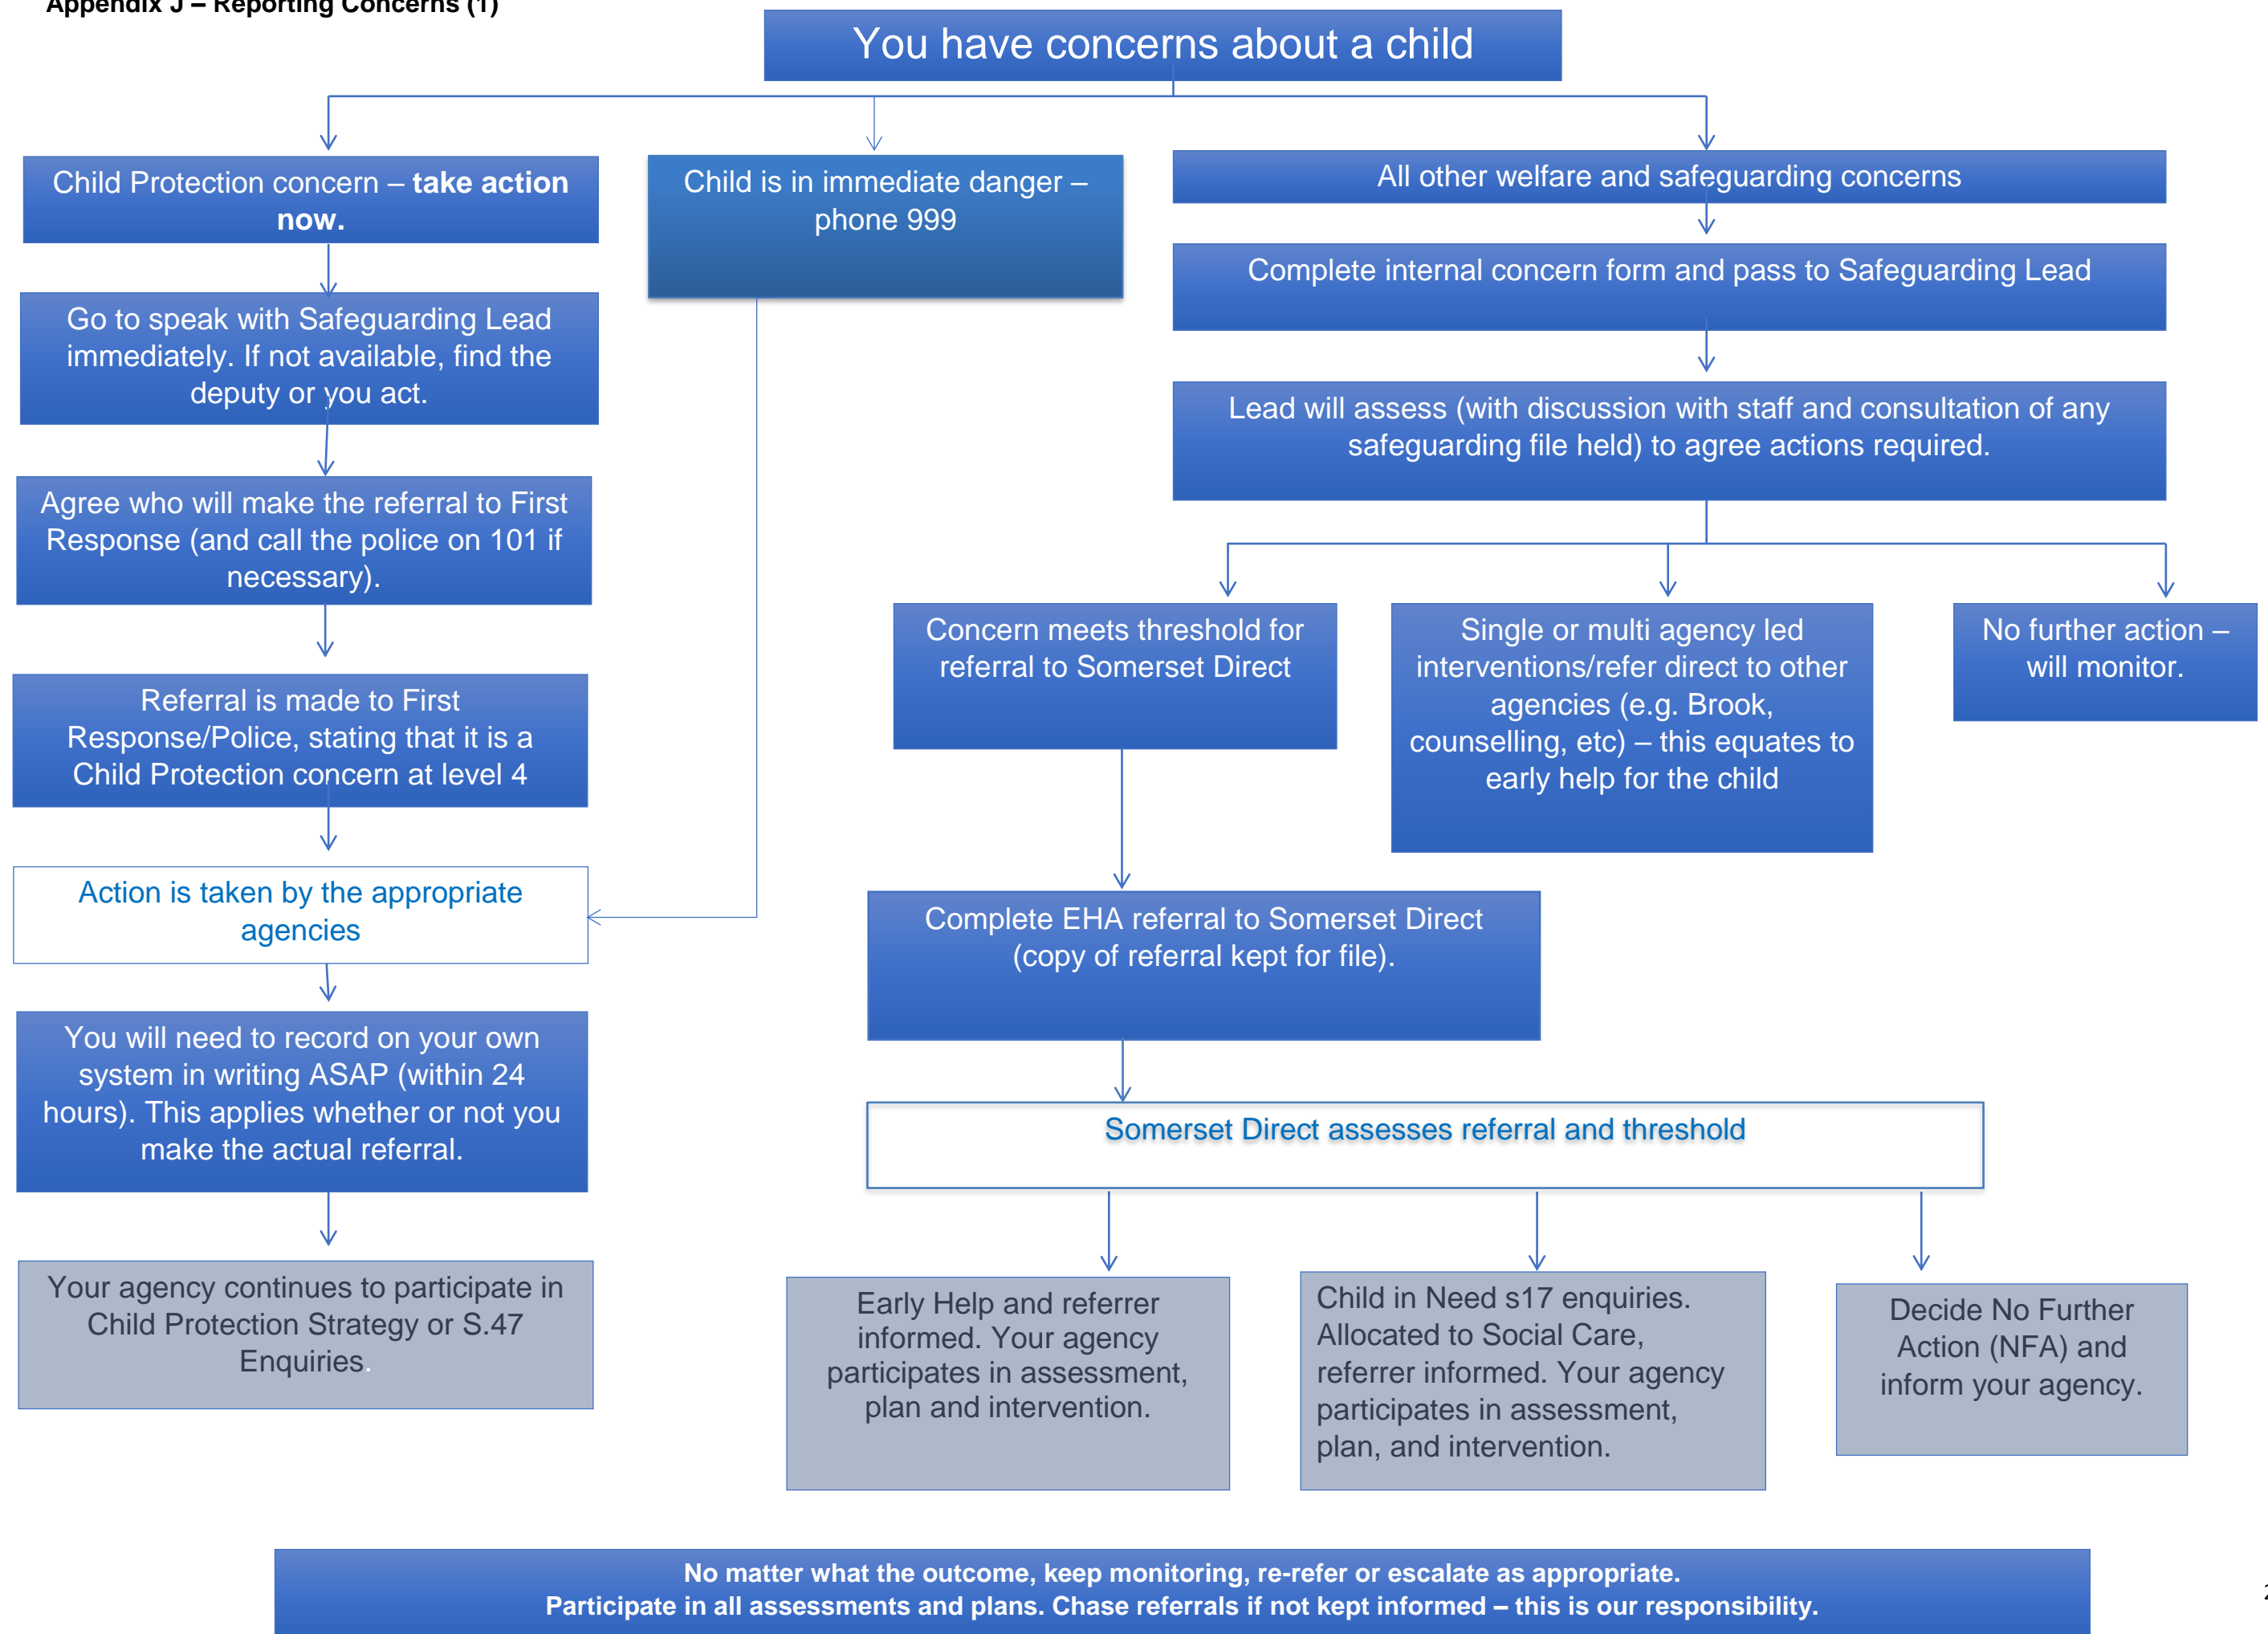 Appendix J – Reporting Concerns (1)
You have concerns about a child
Child Protection concern – take action
now.
Go to speak with Safeguarding Lead
immediately. If not available, find the
deputy or you act.
Agree who will make the referral to First
Response (and call the police on 101 if
necessary).
Referral is made to First
Response/Police, stating that it is a
Child Protection concern at level 4
Action is taken by the appropriate
agencies
You will need to record on your own
system in writing ASAP (within 24
hours). This applies whether or not you
make the actual referral.
Your agency continues to participate in
Child Protection Strategy or S.47
Enquiries.
Child is in immediate danger –
phone 999
All other welfare and safeguarding concerns
Complete internal concern form and pass to Safeguarding Lead
Lead will assess (with discussion with staff and consultation of any
safeguarding file held) to agree actions required.
Concern meets threshold for
referral to Somerset Direct
Single or multi agency led
interventions/refer direct to other
agencies (e.g. Brook,
counselling, etc) – this equates to
early help for the child
No further action –
will monitor.
Complete EHA referral to Somerset Direct
(copy of referral kept for file).
Somerset Direct assesses referral and threshold
Early Help and referrer
informed. Your agency
participates in assessment,
plan and intervention.
Child in Need s17 enquiries.
Allocated to Social Care,
referrer informed. Your agency
participates in assessment,
plan, and intervention.
Decide No Further
Action (NFA) and
inform your agency.
No matter what the outcome, keep monitoring, re-refer or escalate as appropriate.
Participate in all assessments and plans. Chase referrals if not kept informed – this is our responsibility.